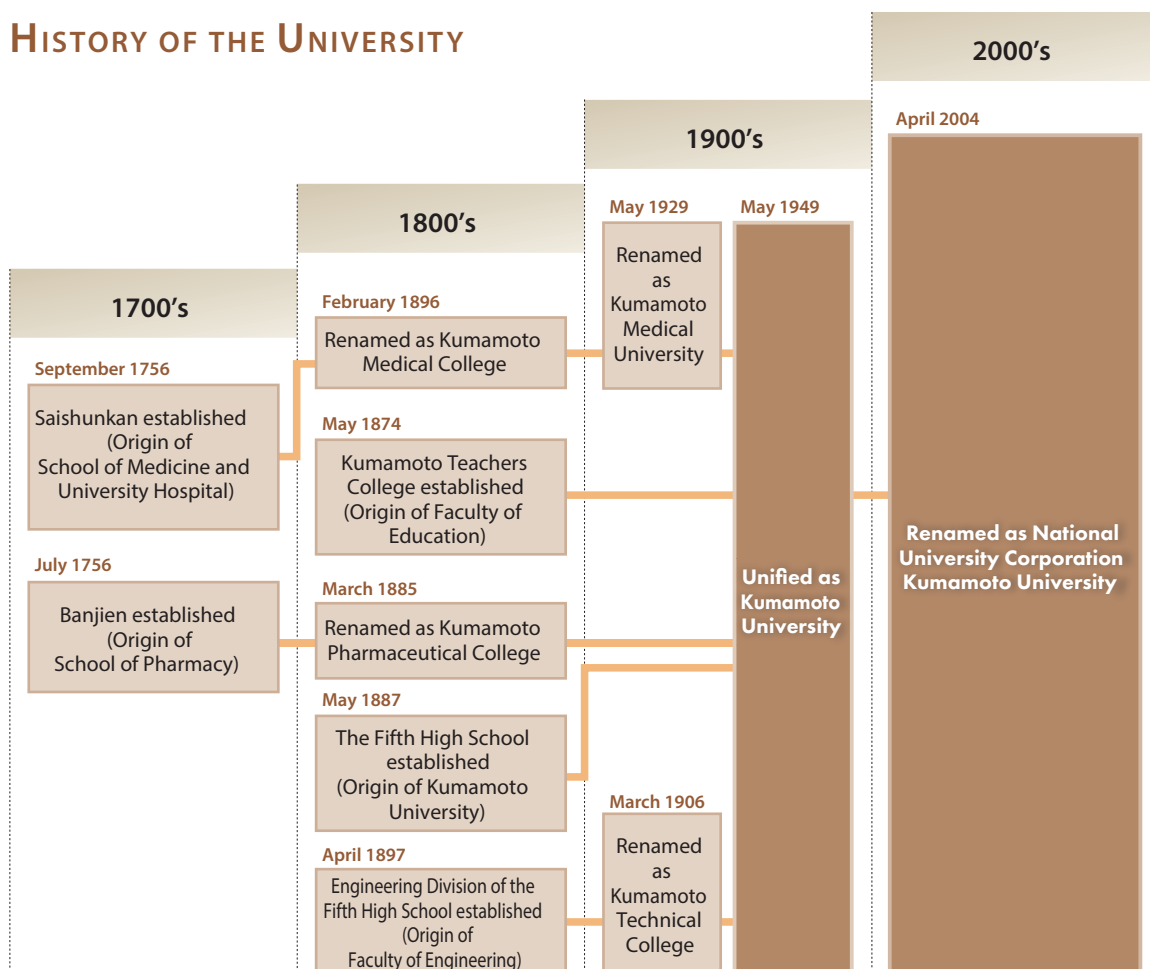 HISTORY OF THE UNIVERSITY
1700's
September 1756
Saishunkan established
(Origin of
School of Medicine and
University Hospital)
July 1756
Banjien established
(Origin of
School of Pharmacy)
1800's
February 1896
Renamed as Kumamoto
Medical College
May 1874
Kumamoto Teachers
College established
(Origin of Faculty of
Education)
March 1885
Renamed as Kumamoto
Pharmaceutical College
May 1887
The Fifth High School
established
(Origin of Kumamoto
University)
April 1897
Engineering Division of the
Fifth High School established
(Origin of
Faculty of Engineering)
1900's
May 1929
Renamed
as
Kumamoto
Medical
University
March 1906
Renamed
as
Kumamoto
Technical
College
May 1949
Unified as
Kumamoto
University
2000's
April 2004
Renamed as National
University Corporation
Kumamoto University